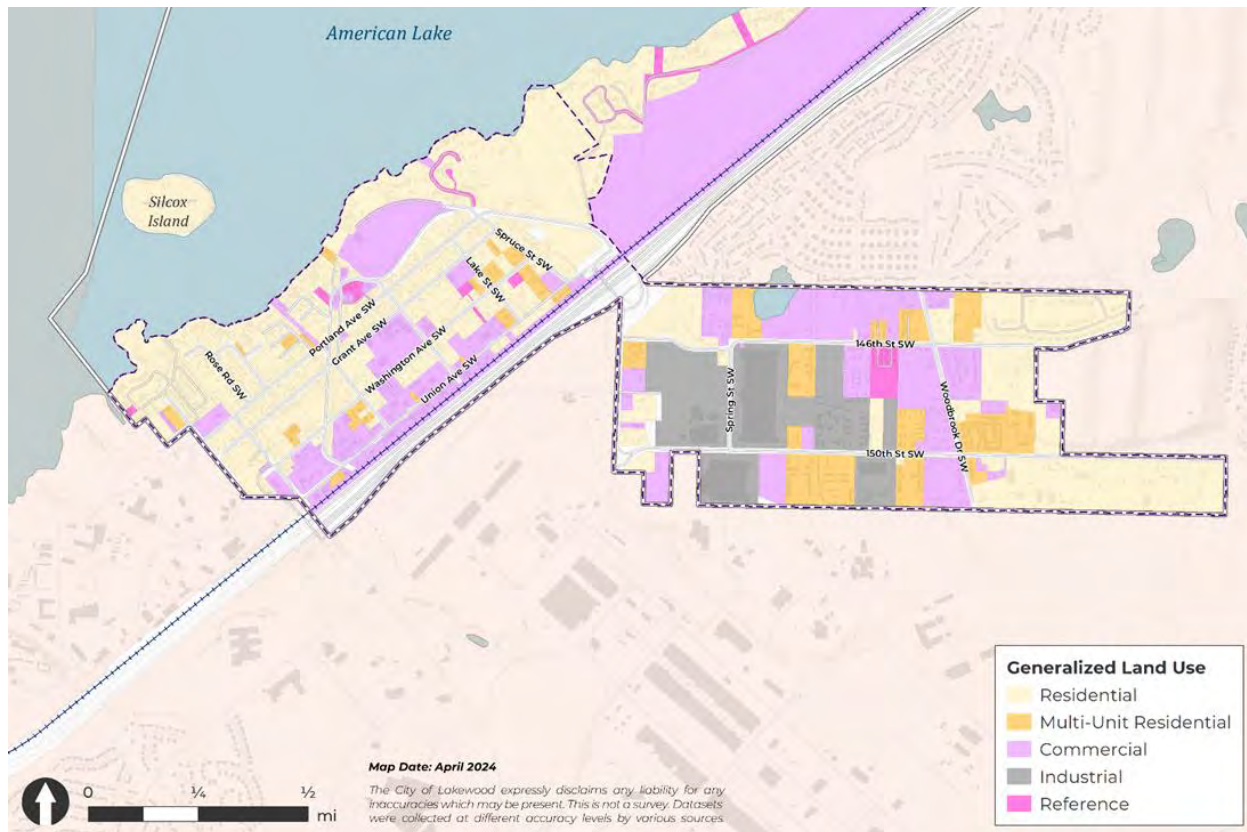 American Lake
Silcox
Island
Spruce St SW
Lake St SW
Portland Ave SW
Grant Ave SW
Washington Ave SW
Union Ave SW
Rose Rd SW
146th St SW
Spring St SW
Woodbrook Dr SW
150th St SW
Generalized Land Use
Residential
Multi-Unit Residential
Commercial
Industrial
Reference
Map Date: April 2024
The City of Lakewood expressly disclaims any liability for any
inaccuracies which may be present. This is not a survey. Datasets
were collected at different accuracy levels by various sources
0 ¼ ½
mi